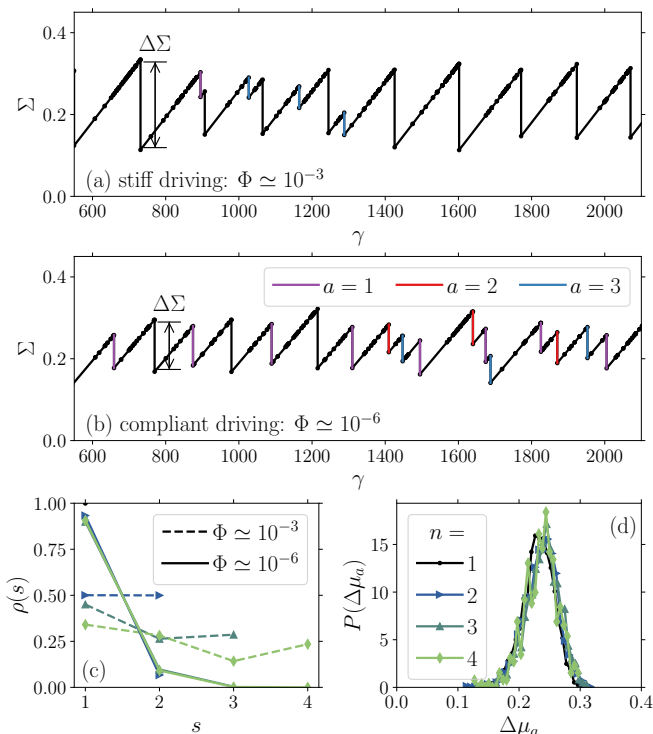 0.4
0.2
0.0
Σ
ΔΣ
(a) stiff driving: Φ ≃ 10⁻³
600 800 1000 1200 1400 1600 1800 2000
γ
0.4
0.2
0.0
Σ
ΔΣ
a = 1 a = 2 a = 3
(b) compliant driving: Φ ≃ 10⁻⁶
600 800 1000 1200 1400 1600 1800 2000
γ
1.00
0.75
0.50
0.25
0.00
ρ(s)
Φ ≃ 10⁻³
Φ ≃ 10⁻⁶
(c)
1 2 3 4
s
15
10
5
0
P(Δμₐ)
n =
1
2
3
4
(d)
0.0 0.1 0.2 0.3 0.4
Δμₐ